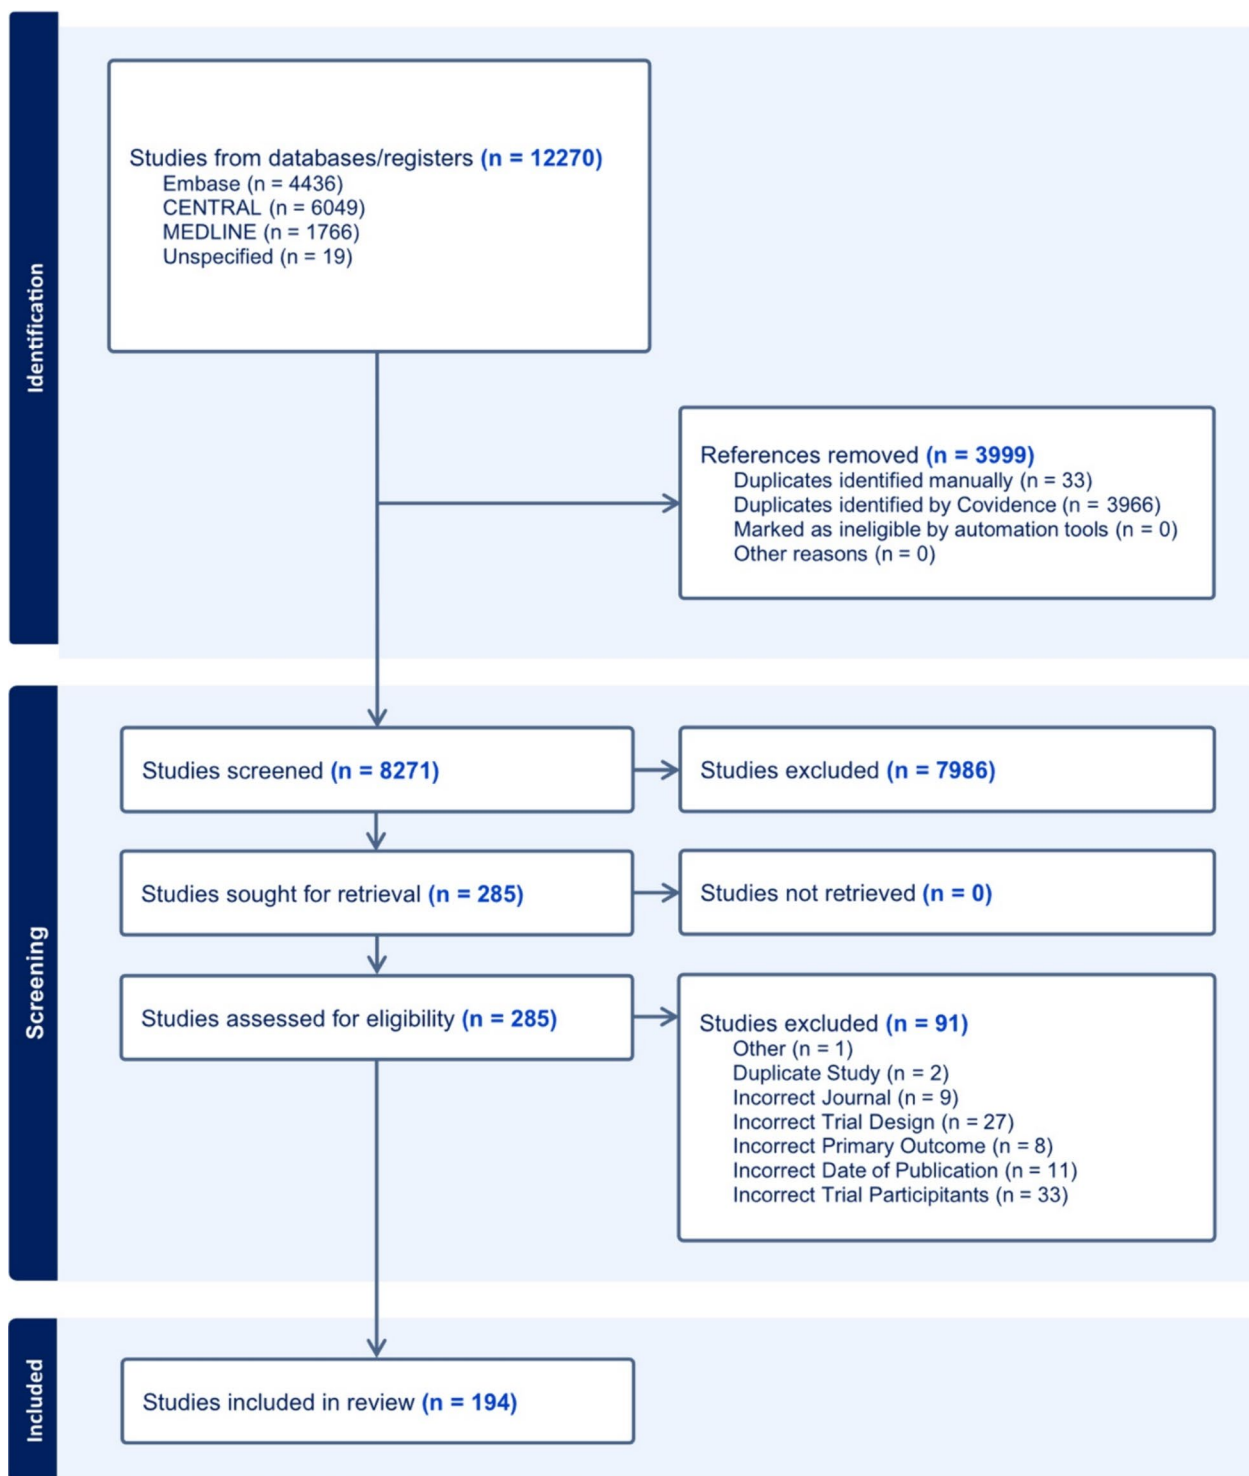 Identification
Studies from databases/registers (n = 12270)
Embase (n = 4436)
CENTRAL (n = 6049)
MEDLINE (n = 1766)
Unspecified (n = 19)
References removed (n = 3999)
Duplicates identified manually (n = 33)
Duplicates identified by Covidence (n = 3966)
Marked as ineligible by automation tools (n = 0)
Other reasons (n = 0)
Screening
Studies screened (n = 8271)
Studies excluded (n = 7986)
Studies sought for retrieval (n = 285)
Studies not retrieved (n = 0)
Studies assessed for eligibility (n = 285)
Studies excluded (n = 91)
Other (n = 1)
Duplicate Study (n = 2)
Incorrect Journal (n = 9)
Incorrect Trial Design (n = 27)
Incorrect Primary Outcome (n = 8)
Incorrect Date of Publication (n = 11)
Incorrect Trial Participitants (n = 33)
Included
Studies included in review (n = 194)